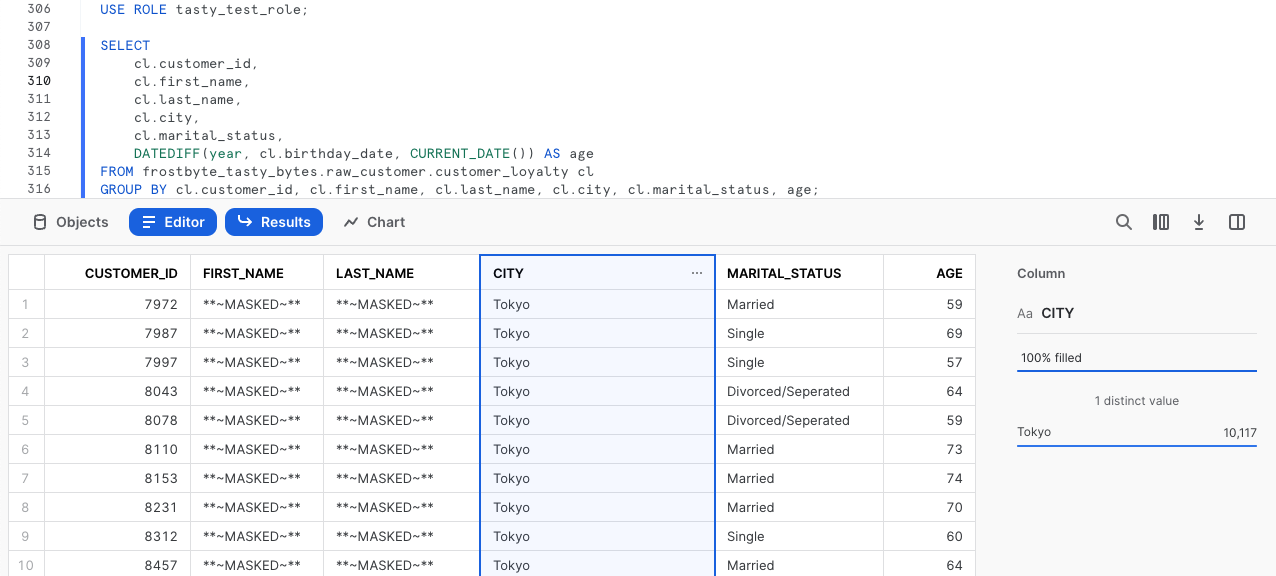 306 USE ROLE tasty_test_role;
307
308 SELECT
309 cl.customer_id,
310 cl.first_name,
311 cl.last_name,
312 cl.city,
313 cl.marital_status,
314 DATEDIFF(year, cl.birthday_date, CURRENT_DATE()) AS age
315 FROM frostbyte_tasty_bytes.raw_customer.customer_loyalty cl
316 GROUP BY cl.customer_id, cl.first_name, cl.last_name, cl.city, cl.marital_status, age;
Objects Editor Results Chart
CUSTOMER_ID FIRST_NAME LAST_NAME CITY ... MARITAL_STATUS AGE
1 7972 **~MASKED~** **~MASKED~** Tokyo Married 59
2 7987 **~MASKED~** **~MASKED~** Tokyo Single 69
3 7997 **~MASKED~** **~MASKED~** Tokyo Single 57
4 8043 **~MASKED~** **~MASKED~** Tokyo Divorced/Seperated 64
5 8078 **~MASKED~** **~MASKED~** Tokyo Divorced/Seperated 59
6 8110 **~MASKED~** **~MASKED~** Tokyo Married 73
7 8153 **~MASKED~** **~MASKED~** Tokyo Married 74
8 8231 **~MASKED~** **~MASKED~** Tokyo Married 70
9 8312 **~MASKED~** **~MASKED~** Tokyo Single 60
10 8457 **~MASKED~** **~MASKED~** Tokyo Married 64
Column
Aa CITY
100% filled
1 distinct value
Tokyo 10,117